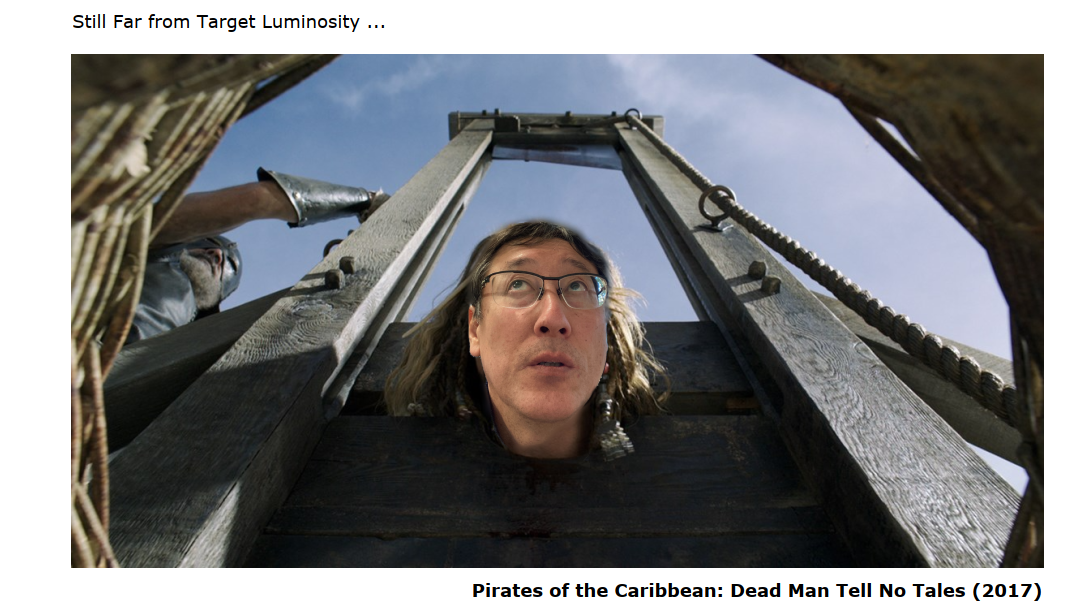 Still Far from Target Luminosity ...
Pirates of the Caribbean: Dead Man Tell No Tales (2017)